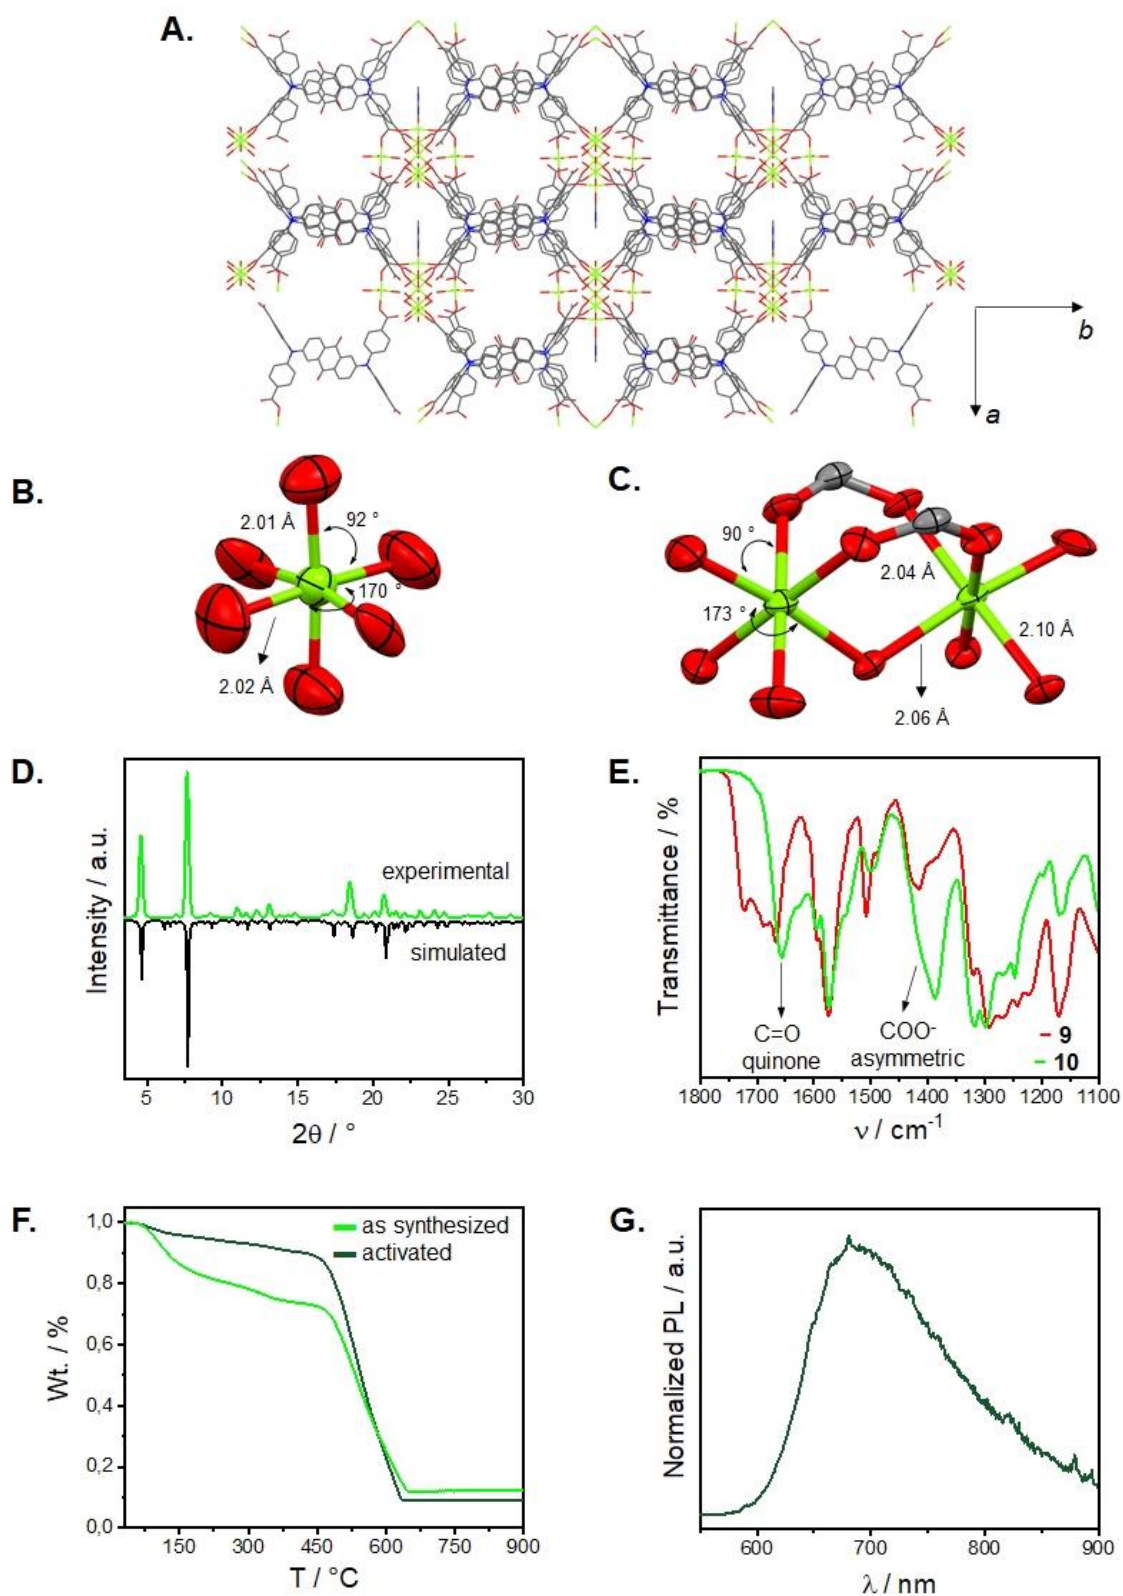 A.
b
a
B.
2.01 Å
92 °
170 °
2.02 Å
C.
90 °
2.04 Å
173 °
2.10 Å
2.06 Å
D.
Intensity / a.u.
experimental
simulated
5 10 15 20 25 30
2θ / °
E.
Transmittance / %
C=O
quinone
COO-
asymmetric
9
10
1800 1700 1600 1500 1400 1300 1200 1100
ν / cm-1
F.
Wt. / %
1,0
0,8
0,6
0,4
0,2
0,0
as synthesized
activated
150 300 450 600 750 900
T / °C
G.
Normalized PL / a.u.
600 700 800 900
λ / nm